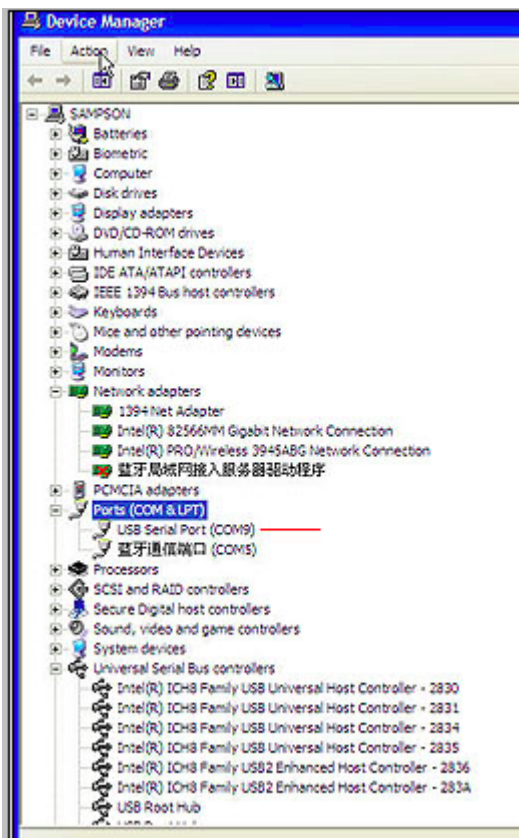 Device Manager
File Action View Help
SAMPSON
Batteries
Biometric
Computer
Disk drives
Display adapters
DVD/CD-ROM drives
Human Interface Devices
IDE ATA/ATAPI controllers
IEEE 1394 Bus host controllers
Keyboards
Mice and other pointing devices
Modems
Monitors
Network adapters
1394 Net Adapter
Intel(R) 82566MM Gigabit Network Connection
Intel(R) PRO/Wireless 3945ABG Network Connection
蓝牙局域网接入服务器驱动程序
PCMCIA adapters
Ports (COM & LPT)
USB Serial Port (COM9)
蓝牙通信端口 (COM5)
Processors
SCSI and RAID controllers
Secure Digital host controllers
Sound, video and game controllers
System devices
Universal Serial Bus controllers
Intel(R) ICH8 Family USB Universal Host Controller - 2830
Intel(R) ICH8 Family USB Universal Host Controller - 2831
Intel(R) ICH8 Family USB Universal Host Controller - 2834
Intel(R) ICH8 Family USB Universal Host Controller - 2835
Intel(R) ICH8 Family USB2 Enhanced Host Controller - 2836
Intel(R) ICH8 Family USB2 Enhanced Host Controller - 283A
USB Root Hub